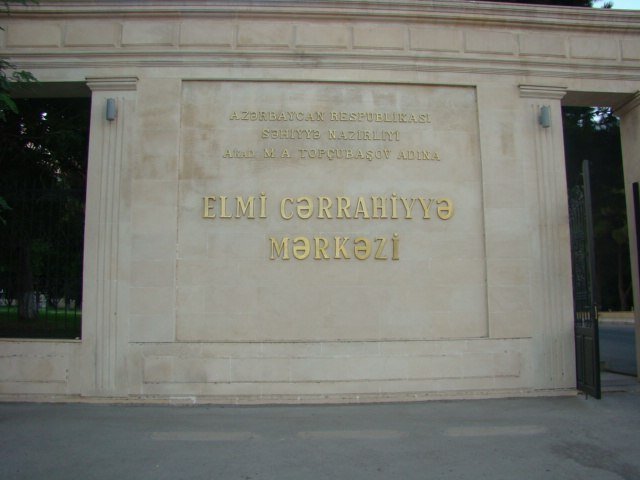 AZƏRBAYCAN RESPUBLİKASI
SƏHİYYƏ NAZİRLİYİ
AKAD. M. A. TOPÇUBAŞOV ADINA
ELMİ CƏRRAHİYYƏ
MƏRKƏZİ